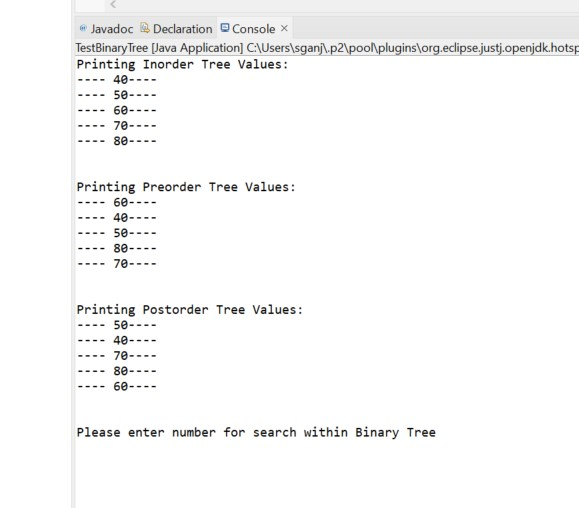 Javadoc Declaration Console
TestBinaryTree [Java Application] C:\Users\sganj\.p2\pool\plugins\org.eclipse.justj.openjdk.hotsp
Printing Inorder Tree Values:
---- 40----
---- 50----
---- 60----
---- 70----
---- 80----
Printing Preorder Tree Values:
---- 60----
---- 40----
---- 50----
---- 80----
---- 70----
Printing Postorder Tree Values:
---- 50----
---- 40----
---- 70----
---- 80----
---- 60----
Please enter number for search within Binary Tree